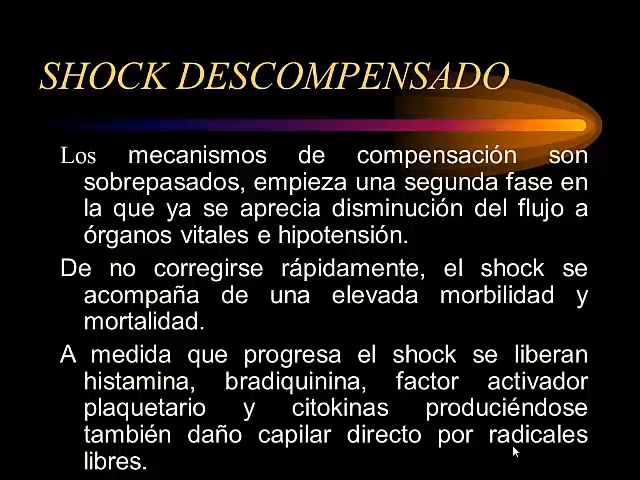 SHOCK DESCOMPENSADO
Los mecanismos de compensación son
sobrepasados, empieza una segunda fase en
la que ya se aprecia disminución del flujo a
órganos vitales e hipotensión.
De no corregirse rápidamente, el shock se
acompaña de una elevada morbilidad y
mortalidad.
A medida que progresa el shock se liberan
histamina, bradiquinina, factor activador
plaquetario y citokinas produciéndose
también daño capilar directo por radicales
libres.